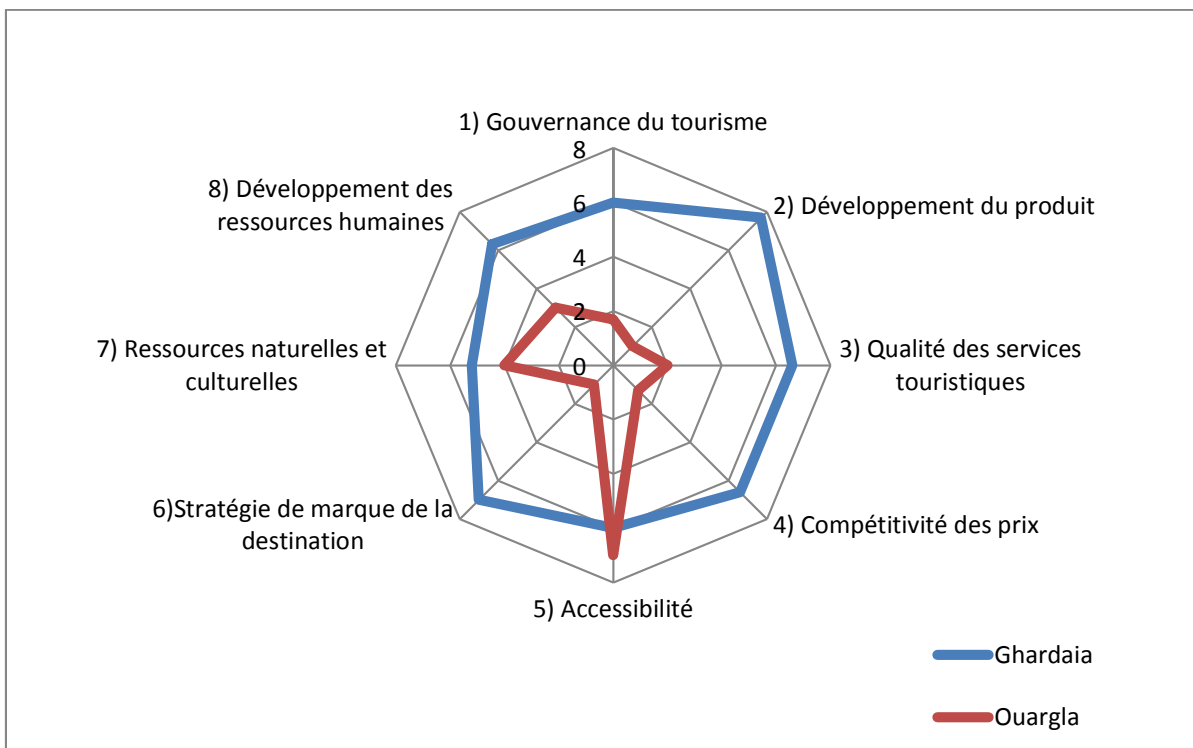 1) Gouvernance du tourisme
2) Développement du produit
3) Qualité des services
touristiques
4) Compétitivité des prix
5) Accessibilité
6)Stratégie de marque de la
destination
7) Ressources naturelles et
culturelles
8) Développement des
ressources humaines
8
6
4
2
0
Ghardaia
Ouargla